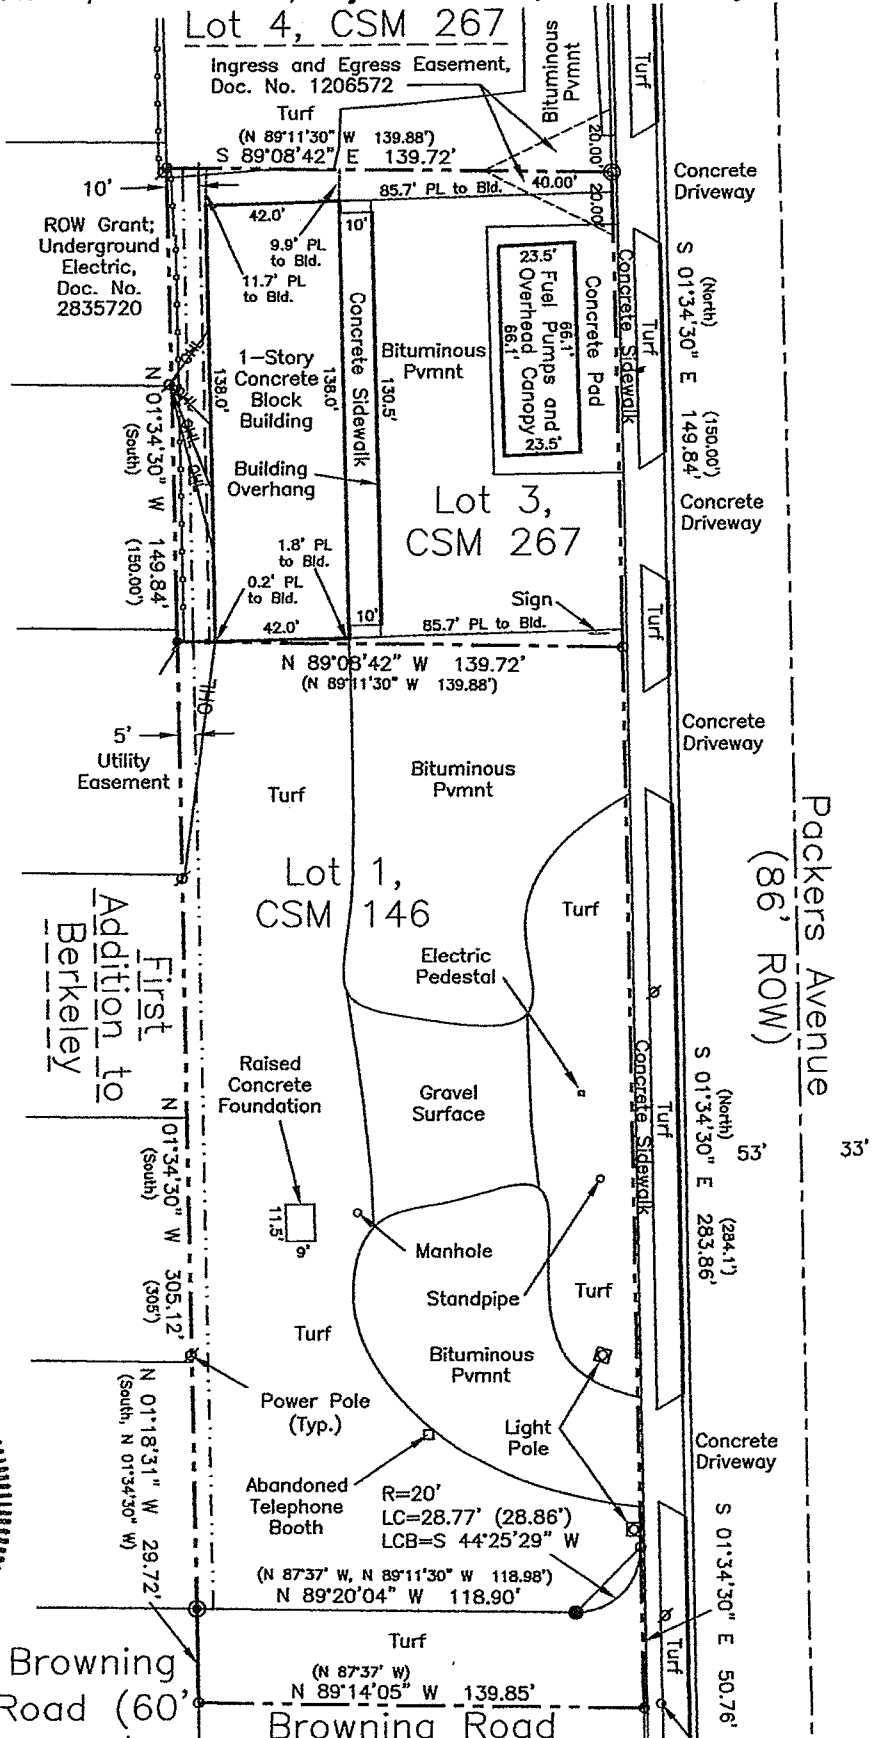 Lot 4, CSM 267
Ingress and Egress Easement,
Doc. No. 1206572
Bituminous
Pvmnt
Turf
Turf
(N 89°11'30" W 139.88')
S 89°08'42" E 139.72'
20.00'
20.00'
40.00'
85.7' PL to Bld.
Concrete
Driveway
10'
ROW Grant;
Underground
Electric,
Doc. No.
2835720
42.0'
10'
9.9' PL
to Bld.
11.7' PL
to Bld.
23.5'
Fuel Pumps and
Overhead Canopy
66.1'
66.1'
23.5'
Concrete Pad
Concrete Sidewalk
Turf
(North) (150.00')
S 01°34'30" E 149.84'
Concrete Sidewalk
Bituminous
Pvmnt
1-Story
Concrete
Block
Building
138.0'
138.0'
130.5'
OHL
OHL
OHL
OHL
N 01°34'30" W 149.84'
(South) (150.00')
Building
Overhang
Lot 3,
CSM 267
Concrete
Driveway
1.8' PL
to Bld.
0.2' PL
to Bld.
Sign
Turf
42.0'
10'
85.7' PL to Bld.
N 89°08'42" W 139.72'
(N 89°11'30" W 139.88')
OHL
5'
Utility
Easement
Concrete
Driveway
Turf
Bituminous
Pvmnt
Packers Avenue
(86' ROW)
Lot 1,
CSM 146
Turf
First
Addition to
Berkeley
Electric
Pedestal
Raised
Concrete
Foundation
Gravel
Surface
Concrete Sidewalk
Turf
(North) (284.1')
S 01°34'30" E 283.86'
53'
33'
N 01°34'30" W 305.12'
(South) (305')
11.5'
9'
Manhole
Standpipe
Turf
Turf
Bituminous
Pvmnt
Power Pole
(Typ.)
Light
Pole
Concrete
Driveway
N 01°18'31" W 29.72'
(South, N 01°34'30" W)
Abandoned
Telephone
Booth
R=20'
LC=28.77' (28.86')
LCB=S 44°25'29" W
S 01°34'30" E 50.76'
(N 87°37' W, N 89°11'30" W 118.98')
N 89°20'04" W 118.90'
Turf
Turf
Browning
Road (60'
(N 87°37' W)
N 89°14'05" W 139.85'
Browning Road